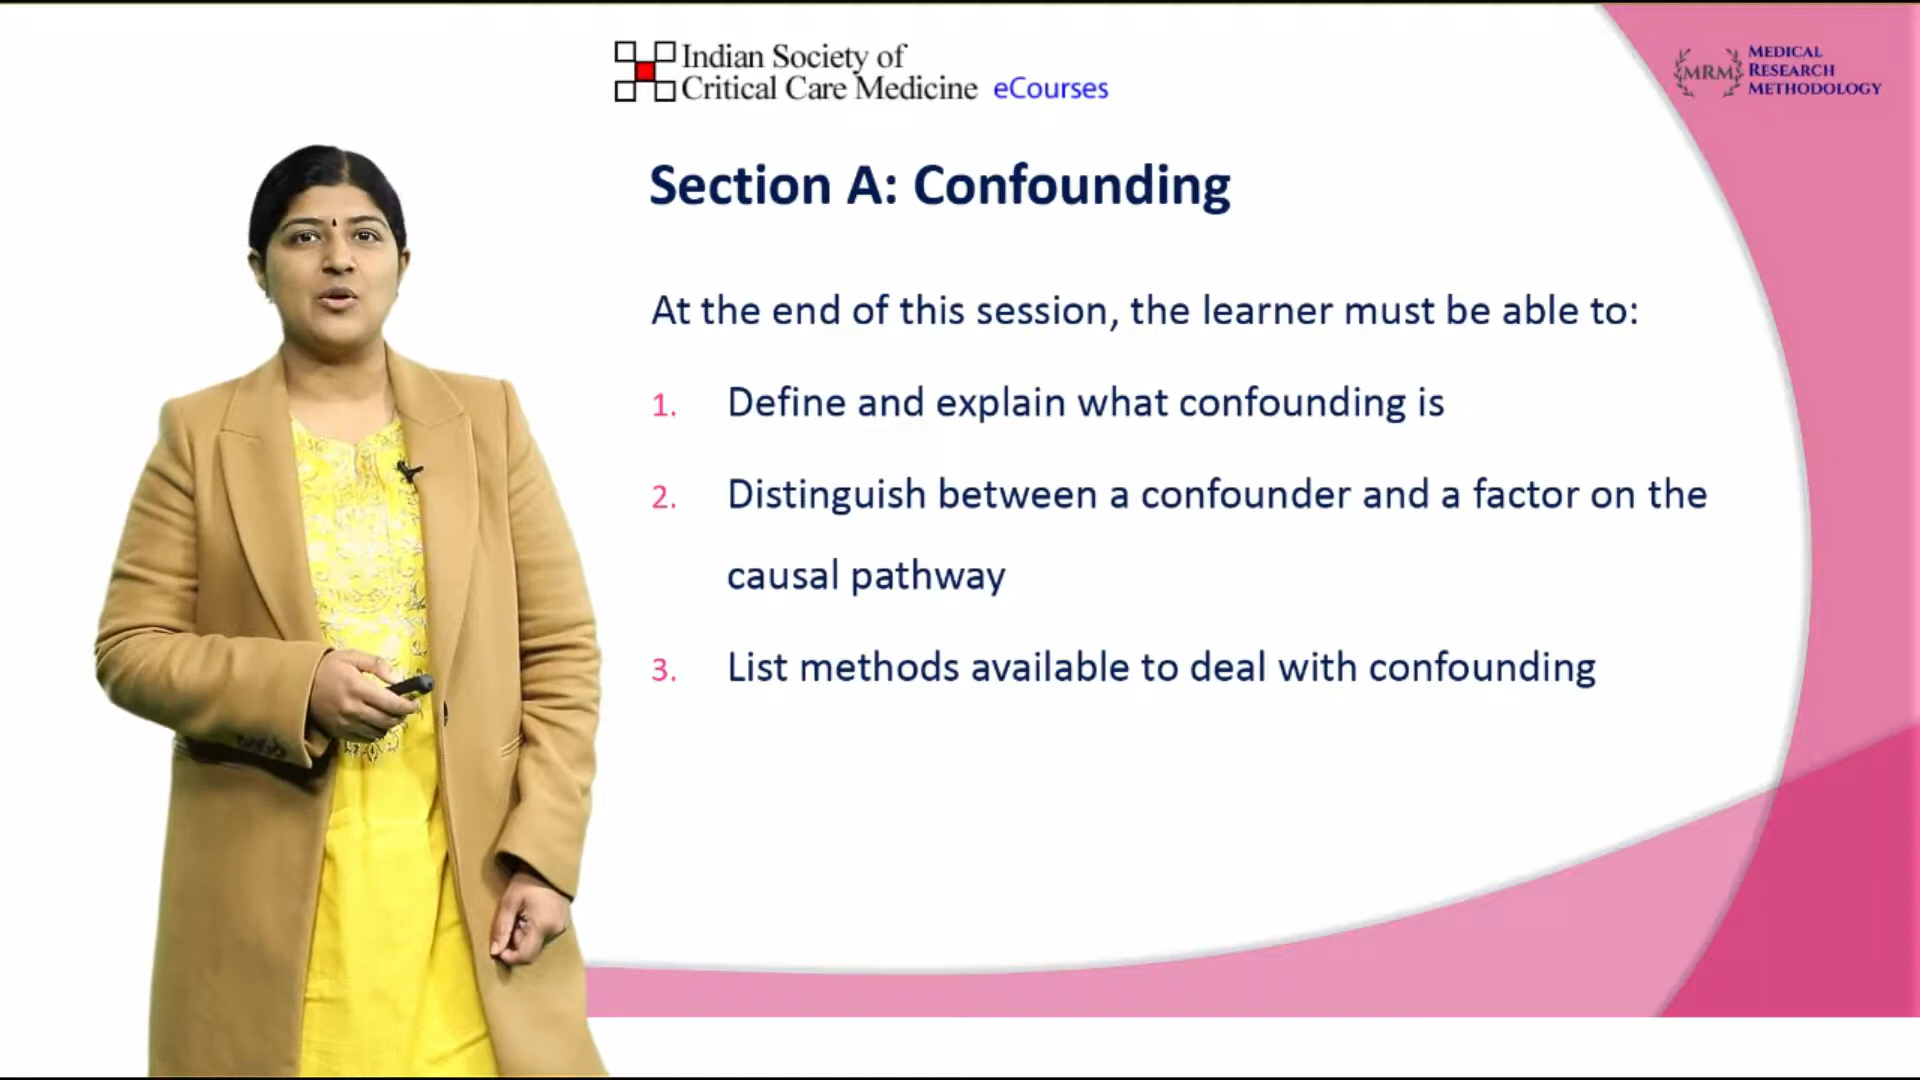 Indian Society of
Critical Care Medicine eCourses
MRM
MEDICAL
RESEARCH
METHODOLOGY
Section A: Confounding
At the end of this session, the learner must be able to:
1. Define and explain what confounding is
2. Distinguish between a confounder and a factor on the
causal pathway
3. List methods available to deal with confounding